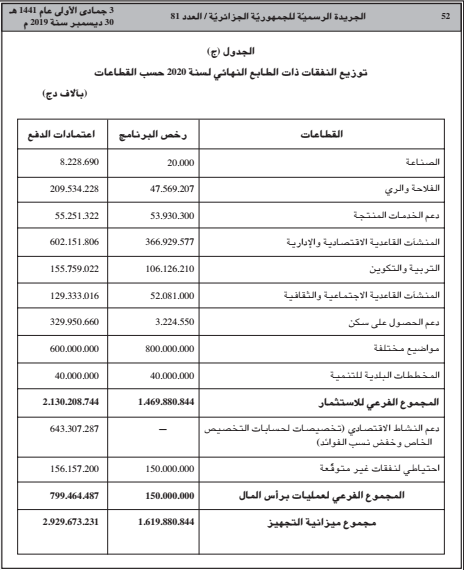 52
الجريدة الرسميّة للجمهوريّة الجزائريّة / العدد 81
3 جمادى الأولى عام 1441 هـ
30 ديسمبر سنة 2019 م
الجدول (ج)
توزيع النفقات ذات الطابع النهائي لسنة 2020 حسب القطاعات
(بآلاف دج)
القطاعات رخص البرنامج اعتمادات الدفع
الصناعة 20.000 8.228.690
الفلاحة والري 47.569.207 209.534.228
دعم الخدمات المنتجة 53.930.300 55.251.322
المنشآت القاعدية الاقتصادية والإدارية 366.929.577 602.151.806
التربية والتكوين 106.126.210 155.759.022
المنشآت القاعدية الاجتماعية والثقافية 52.081.000 129.333.016
دعم الحصول على سكن 3.224.550 329.950.660
مواضيع مختلفة 800.000.000 600.000.000
المخططات البلدية للتنمية 40.000.000 40.000.000
المجموع الفرعي للاستثمار 1.469.880.844 2.130.208.744
دعم النشاط الاقتصادي (تخصيصات لحسابات التخصيص — 643.307.287
الخاص وخفض نسب الفوائد)
احتياطي لنفقات غير متوقّعة 150.000.000 156.157.200
المجموع الفرعي لعمليات برأس المال 150.000.000 799.464.487
مجموع ميزانية التجهيز 1.619.880.844 2.929.673.231